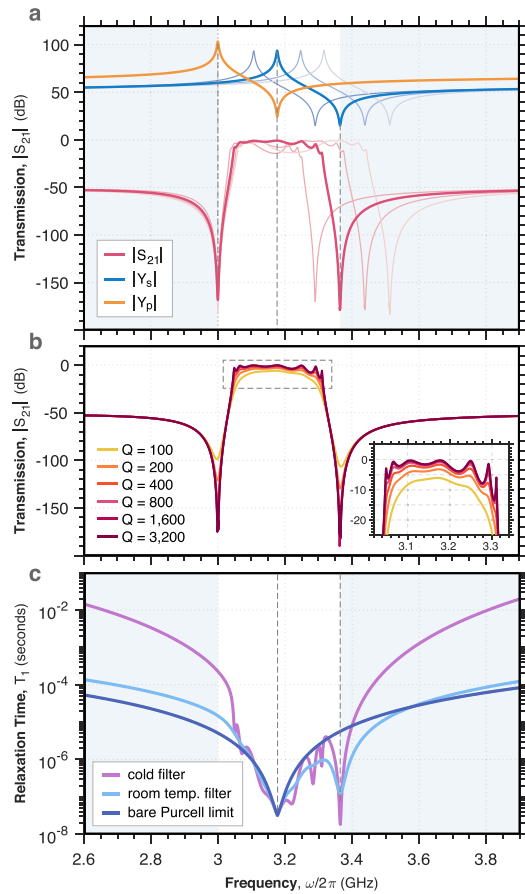 a
Transmission, |S21| (dB)
100
50
0
Transmission, |S21| (dB)
0
-50
-100
-150
|S21|
|Ys|
|Yp|
b
Transmission, |S21| (dB)
0
-50
-100
-150
Q = 100
Q = 200
Q = 400
Q = 800
Q = 1,600
Q = 3,200
0
-10
-20
3.1
3.2
3.3
c
Relaxation Time, T1 (seconds)
10-2
10-4
10-6
10-8
cold filter
room temp. filter
bare Purcell limit
2.6 2.8 3 3.2 3.4 3.6 3.8
Frequency, ω/2π (GHz)